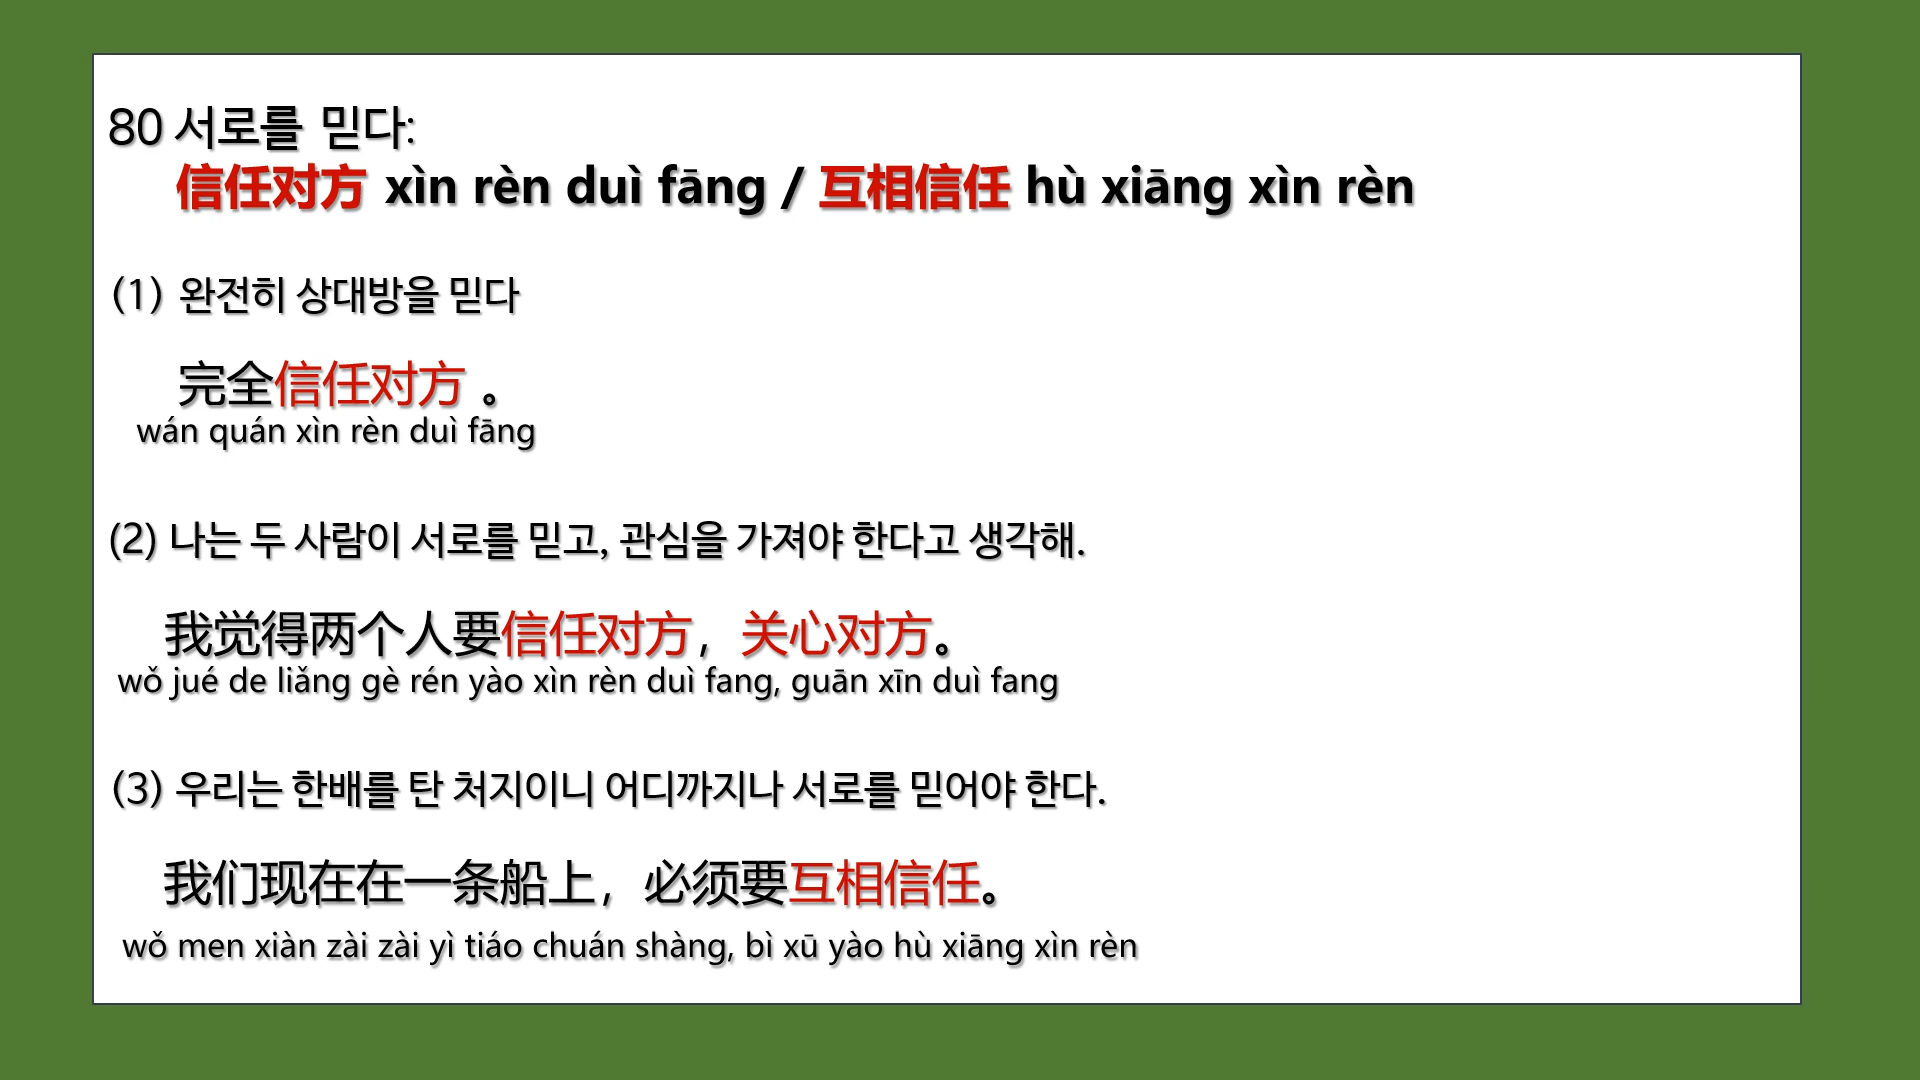 80 서로를 믿다:
信任对方 xìn rèn duì fāng / 互相信任 hù xiāng xìn rèn
(1) 완전히 상대방을 믿다
完全信任对方 。
wán quán xìn rèn duì fāng
(2) 나는 두 사람이 서로를 믿고, 관심을 가져야 한다고 생각해.
我觉得两个人要信任对方，关心对方。
wǒ jué de liǎng gè rén yào xìn rèn duì fang, guān xīn duì fang
(3) 우리는 한배를 탄 처지이니 어디까지나 서로를 믿어야 한다.
我们现在在一条船上，必须要互相信任。
wǒ men xiàn zài zài yì tiáo chuán shàng, bì xū yào hù xiāng xìn rèn